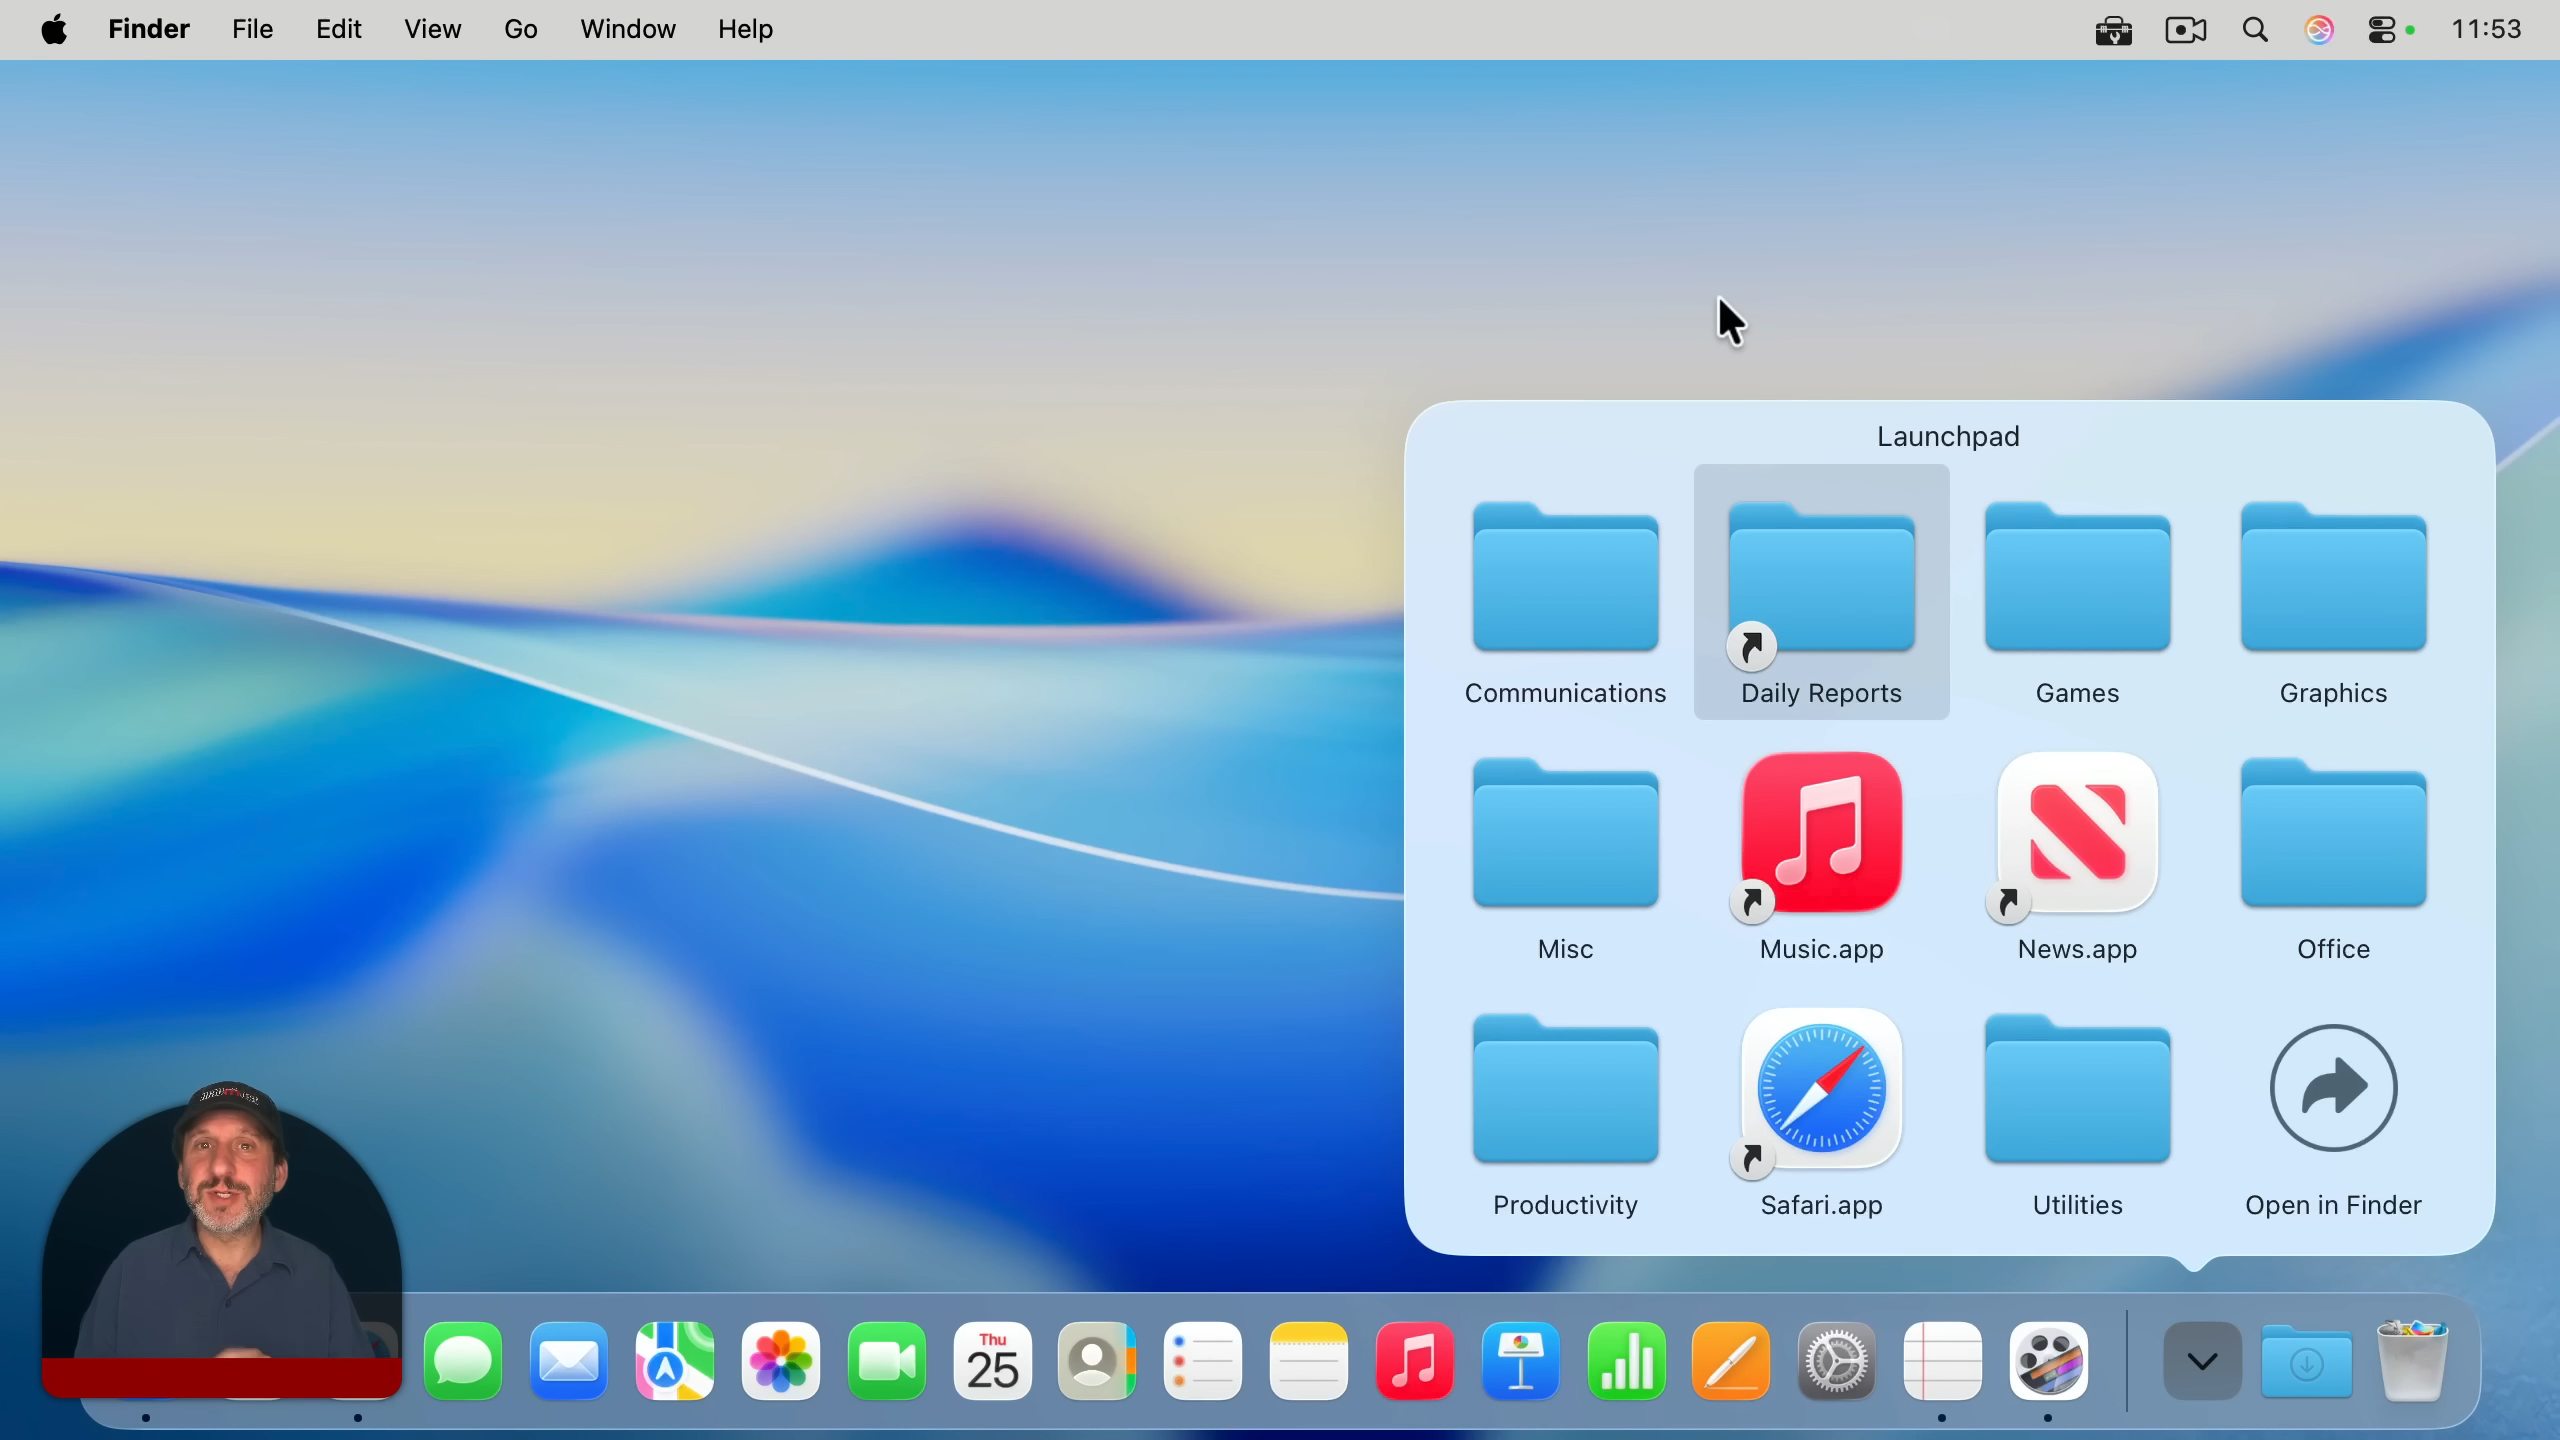 Finder File Edit View Go Window Help 11:53
Launchpad
Communications Daily Reports Games Graphics
Misc Music.app News.app Office
Productivity Safari.app Utilities Open in Finder
Thu
25